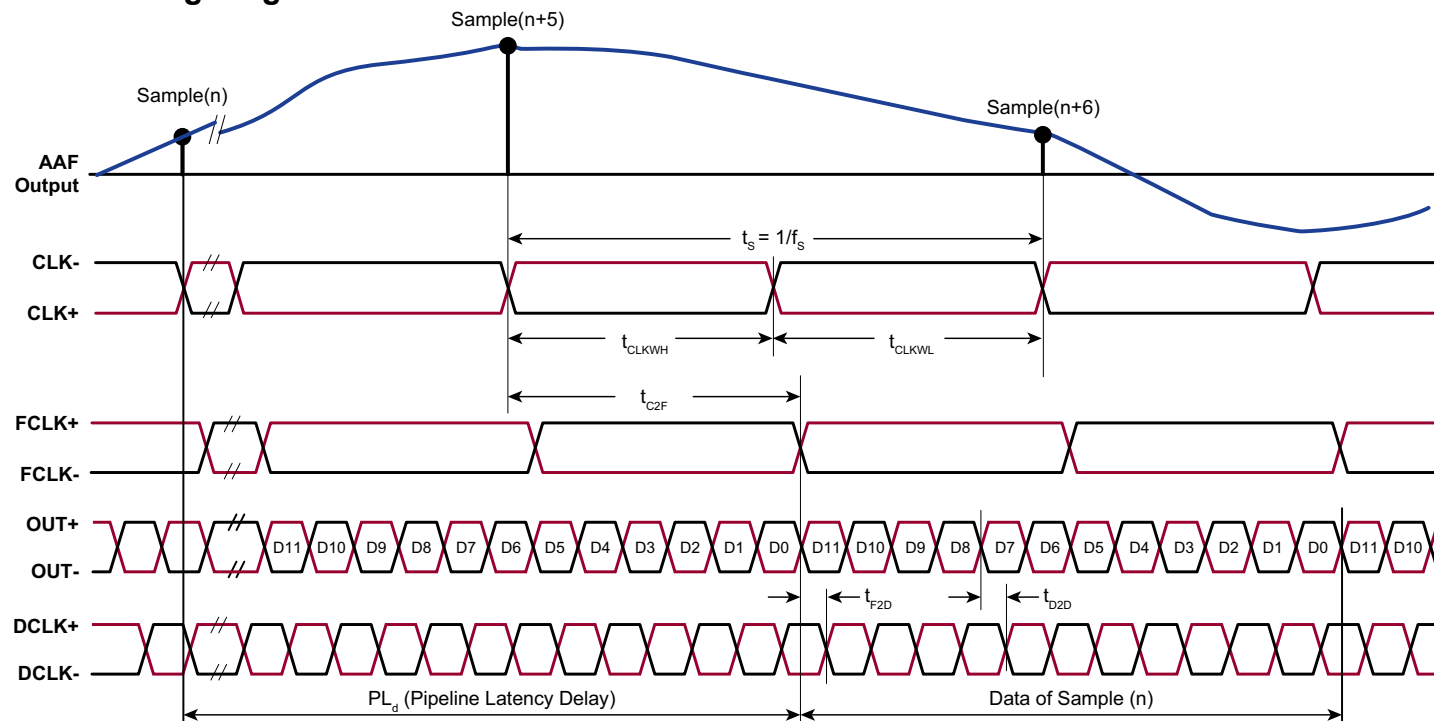 Sample(n+5)
Sample(n)
Sample(n+6)
AAF
Output
tS = 1/fS
CLK-
CLK+
tCLKWH
tCLKWL
tC2F
FCLK+
FCLK-
OUT+
D11 D10 D9 D8 D7 D6 D5 D4 D3 D2 D1 D0 D11 D10 D9 D8 D7 D6 D5 D4 D3 D2 D1 D0 D11 D10
OUT-
tF2D
tD2D
DCLK+
DCLK-
PLd (Pipeline Latency Delay)
Data of Sample (n)